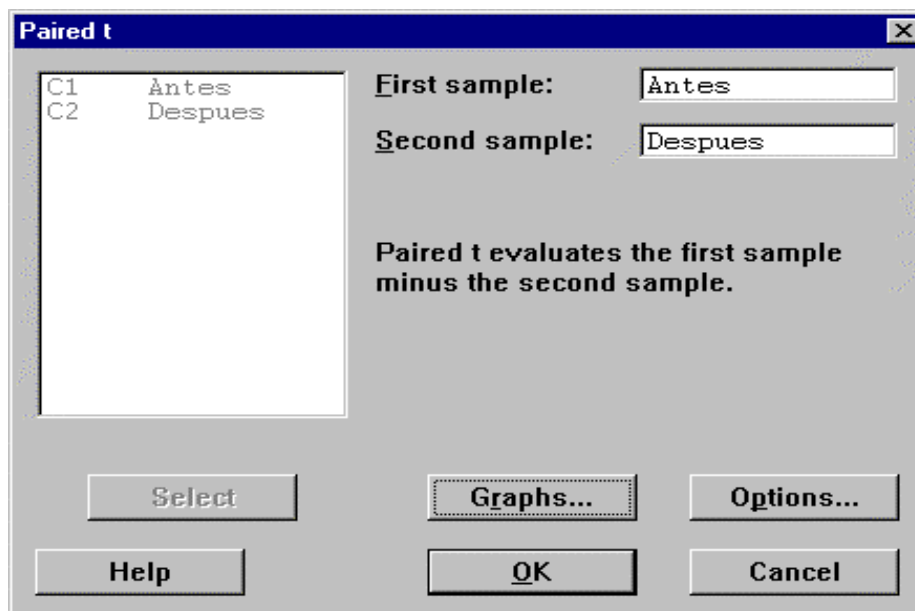 Paired t
C1 Antes
C2 Despues
First sample: Antes
Second sample: Despues
Paired t evaluates the first sample
minus the second sample.
Select
Graphs...
Options...
Help
OK
Cancel